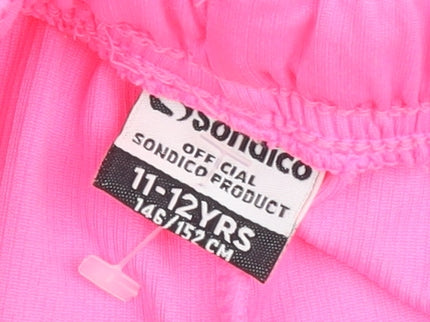 Sondico
OFFICIAL
SONDICO PRODUCT
11-12YRS
146/152 CM